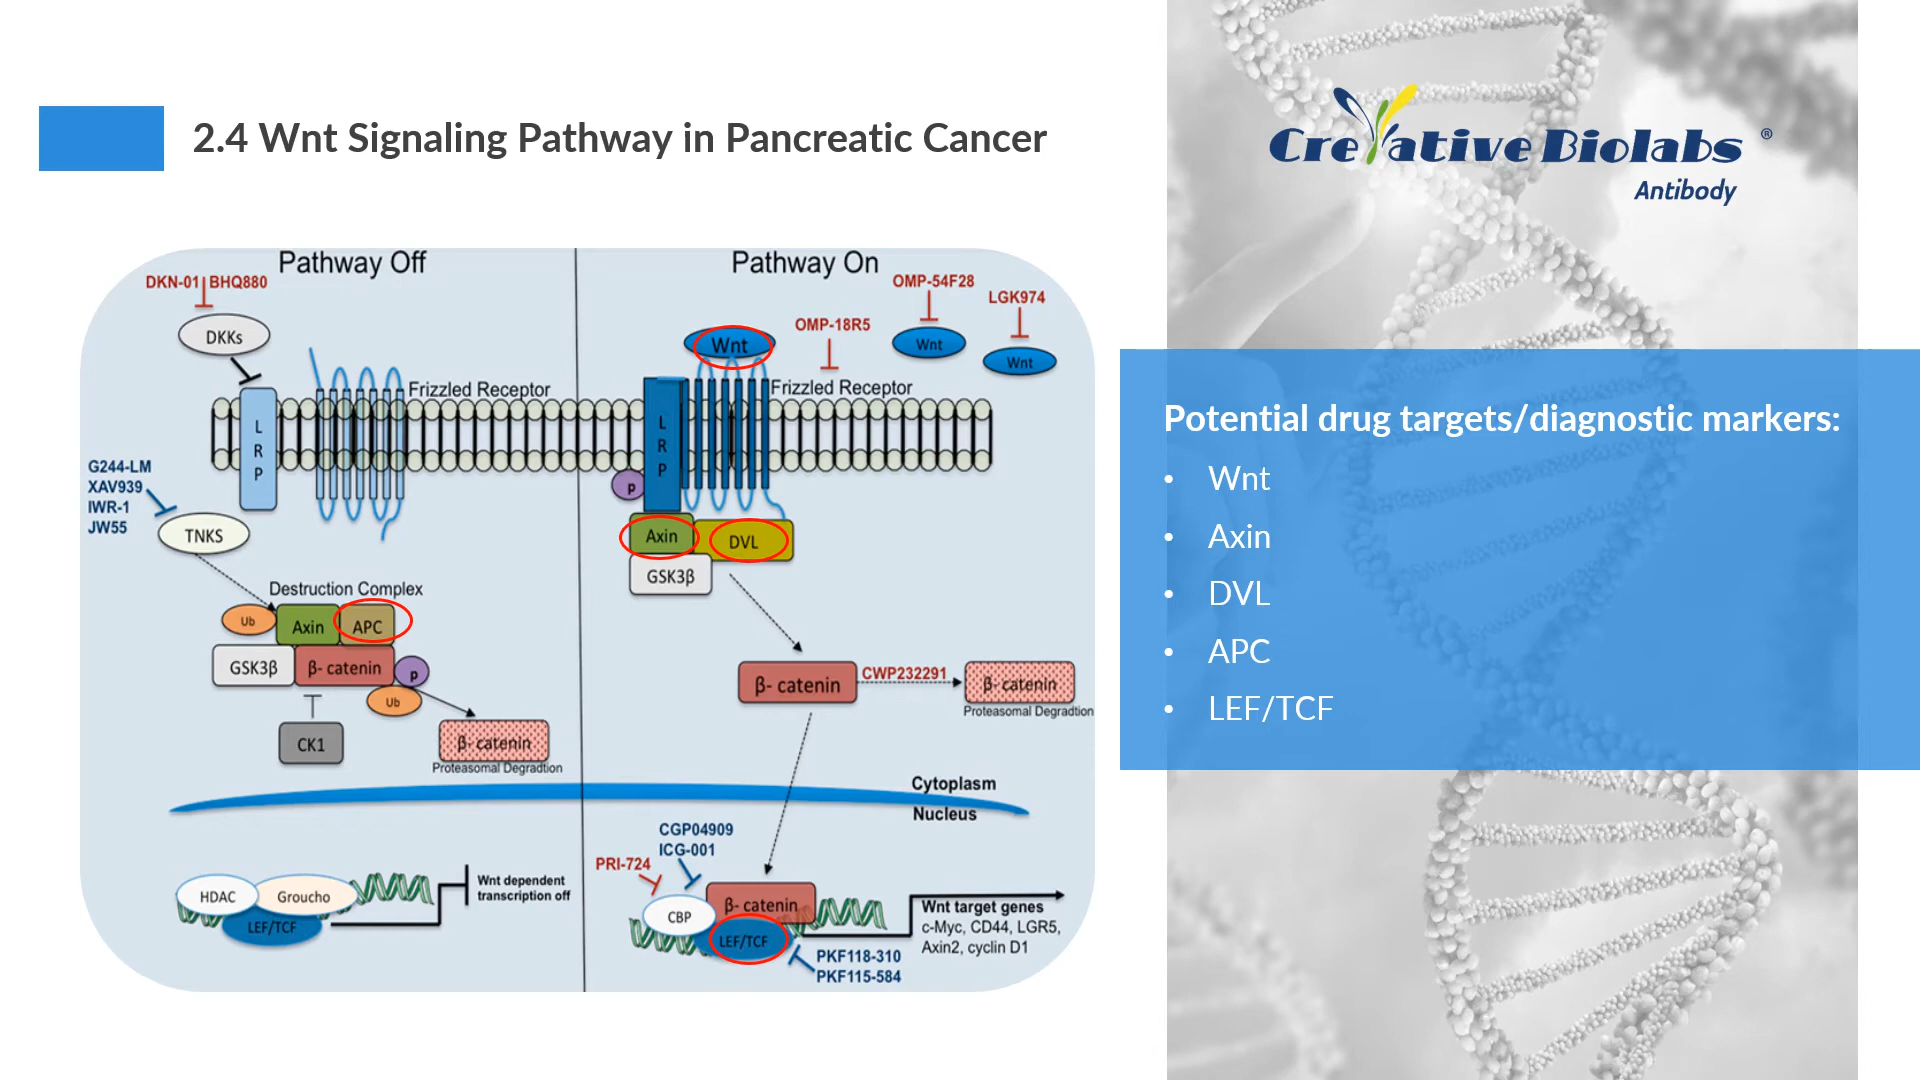 2.4 Wnt Signaling Pathway in Pancreatic Cancer
Creative Biolabs ®
Antibody
Pathway Off
Pathway On
DKN-01 BHQ880
DKKs
LRP
Frizzled Receptor
G244-LM
XAV939
IWR-1
JW55
TNKS
Destruction Complex
Ub
Axin
APC
GSK3β
β- catenin
p
Ub
CK1
β- catenin
Proteasomal Degradtion
HDAC
Groucho
LEF/TCF
Wnt dependent
transcription off
Wnt
OMP-18R5
OMP-54F28
Wnt
LGK974
Wnt
Frizzled Receptor
LRP
p
Axin
DVL
GSK3β
β- catenin
CWP232291
β- catenin
Proteasomal Degradtion
Cytoplasm
Nucleus
CGP04909
ICG-001
PRI-724
CBP
β- catenin
LEF/TCF
PKF118-310
PKF115-584
Wnt target genes
c-Myc, CD44, LGR5,
Axin2, cyclin D1
Potential drug targets/diagnostic markers:
• Wnt
• Axin
• DVL
• APC
• LEF/TCF